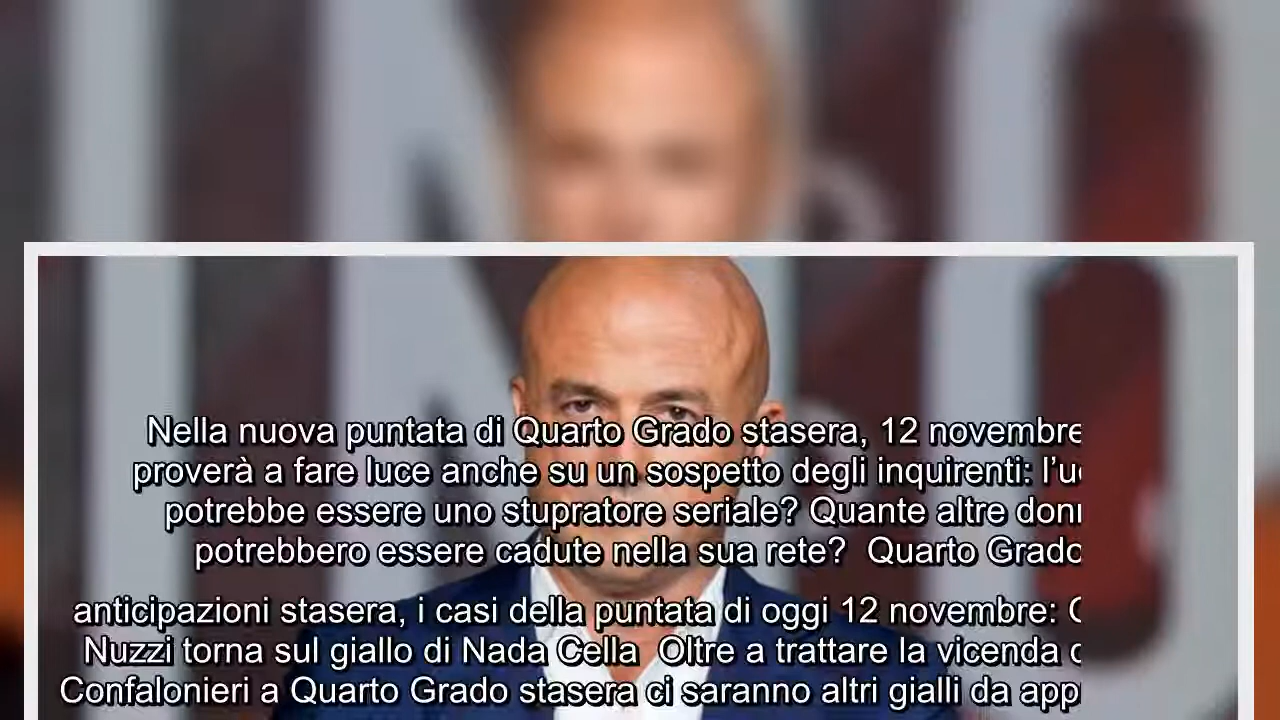 Nella nuova puntata di Quarto Grado stasera, 12 novembre
proverà a fare luce anche su un sospetto degli inquirenti:
potrebbe essere uno stupratore seriale? Quante altre
potrebbero essere cadute nella sua rete? Quarto Grado
anticipazioni stasera, i casi della puntata di oggi 12 novembre:
Nuzzi torna sul giallo di Nada Cella Oltre a trattare la vicenda
Confalonieri a Quarto Grado stasera ci saranno altri gialli da